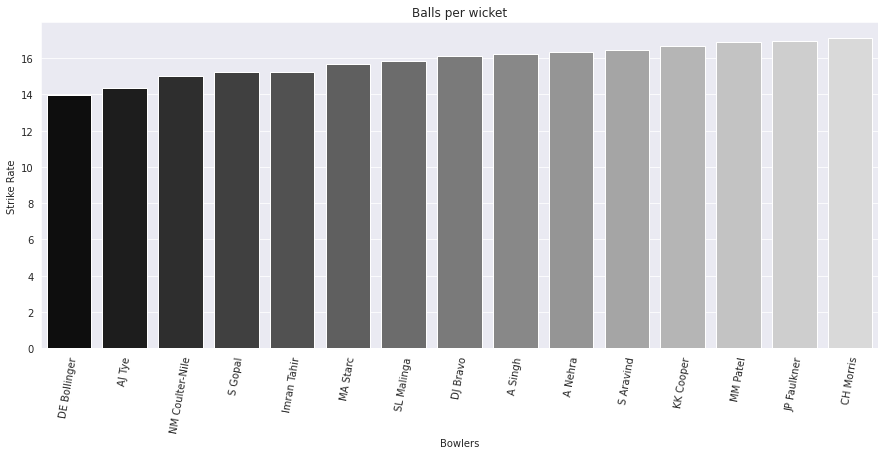 Balls per wicket
Strike Rate
16
14
12
10
8
6
4
2
0
DE Bollinger
AJ Tye
NM Coulter-Nile
S Gopal
Imran Tahir
MA Starc
SL Malinga
DJ Bravo
A Singh
A Nehra
S Aravind
KK Cooper
MM Patel
JP Faulkner
CH Morris
Bowlers